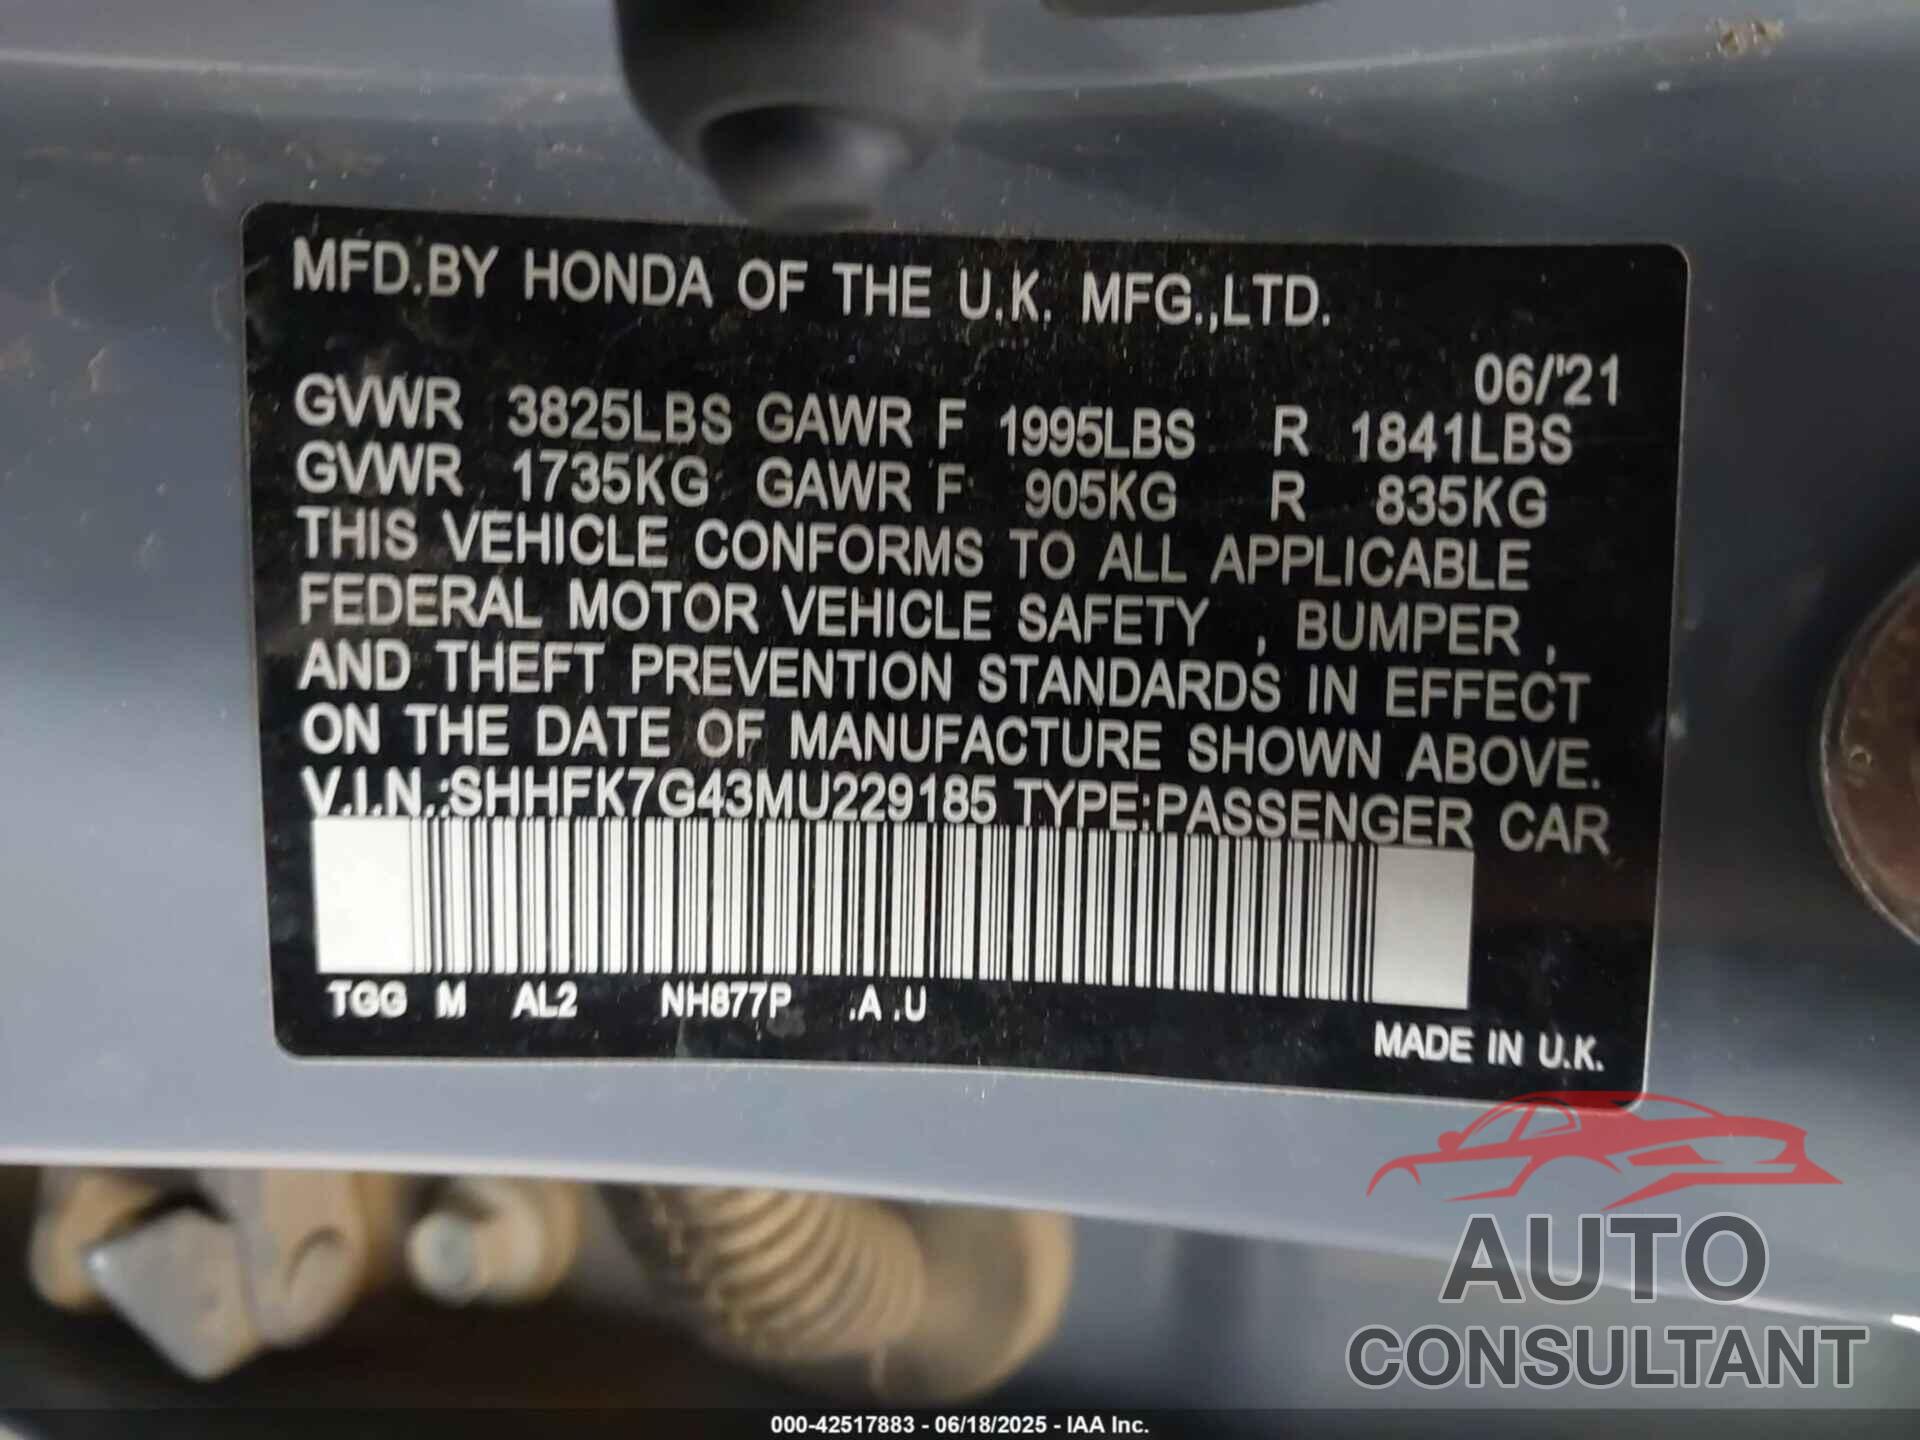 MFD.BY HONDA OF THE U.K. MFG.,LTD.
06/'21
GVWR 3825LBS GAWR F 1995LBS R 1841LBS
GVWR 1735KG GAWR F 905KG R 835KG
THIS VEHICLE CONFORMS TO ALL APPLICABLE
FEDERAL MOTOR VEHICLE SAFETY , BUMPER ,
AND THEFT PREVENTION STANDARDS IN EFFECT
ON THE DATE OF MANUFACTURE SHOWN ABOVE.
V.I.N.:SHHFK7G43MU229185 TYPE:PASSENGER CAR
TGG M AL2 NH877P .A .U
MADE IN U.K.
AUTO
CONSULTANT
000-42517883 - 06/18/2025 - IAA Inc.